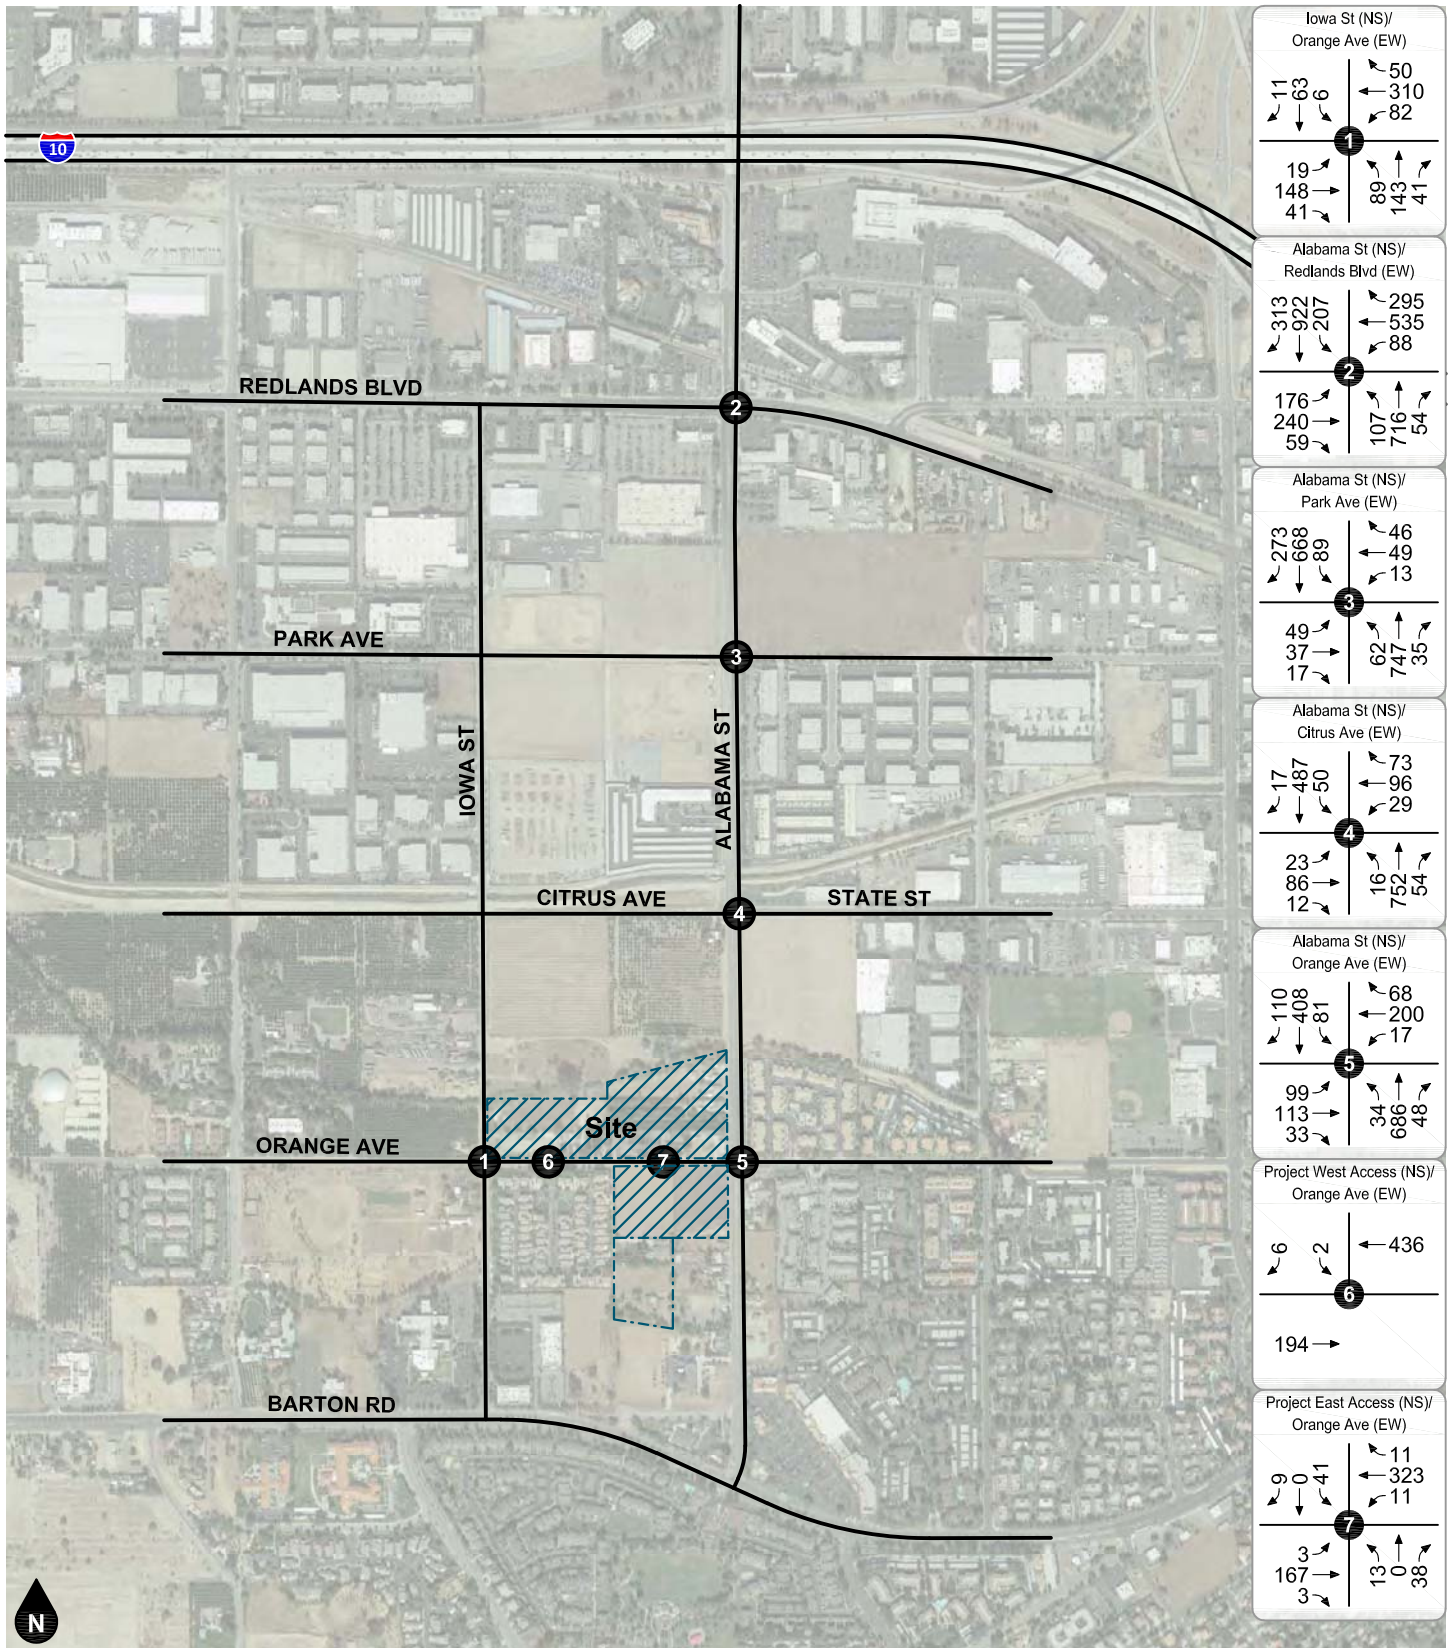 10
REDLANDS BLVD
2
PARK AVE
3
IOWA ST
ALABAMA ST
CITRUS AVE
4
STATE ST
Site
ORANGE AVE
1
6
7
5
BARTON RD
N
Iowa St (NS)/
Orange Ave (EW)
11 63 6
50
310
82
1
19
148
41
89 143 41
Alabama St (NS)/
Redlands Blvd (EW)
313 922 207
295
535
88
2
176
240
59
107 716 54
Alabama St (NS)/
Park Ave (EW)
273 668 89
46
49
13
3
49
37
17
62 747 35
Alabama St (NS)/
Citrus Ave (EW)
17 487 50
73
96
29
4
23
86
12
16 752 54
Alabama St (NS)/
Orange Ave (EW)
110 408 81
68
200
17
5
99
113
33
34 686 48
Project West Access (NS)/
Orange Ave (EW)
6 2
436
6
194
Project East Access (NS)/
Orange Ave (EW)
9 0 41
11
323
11
7
3
167
3
13 0 38